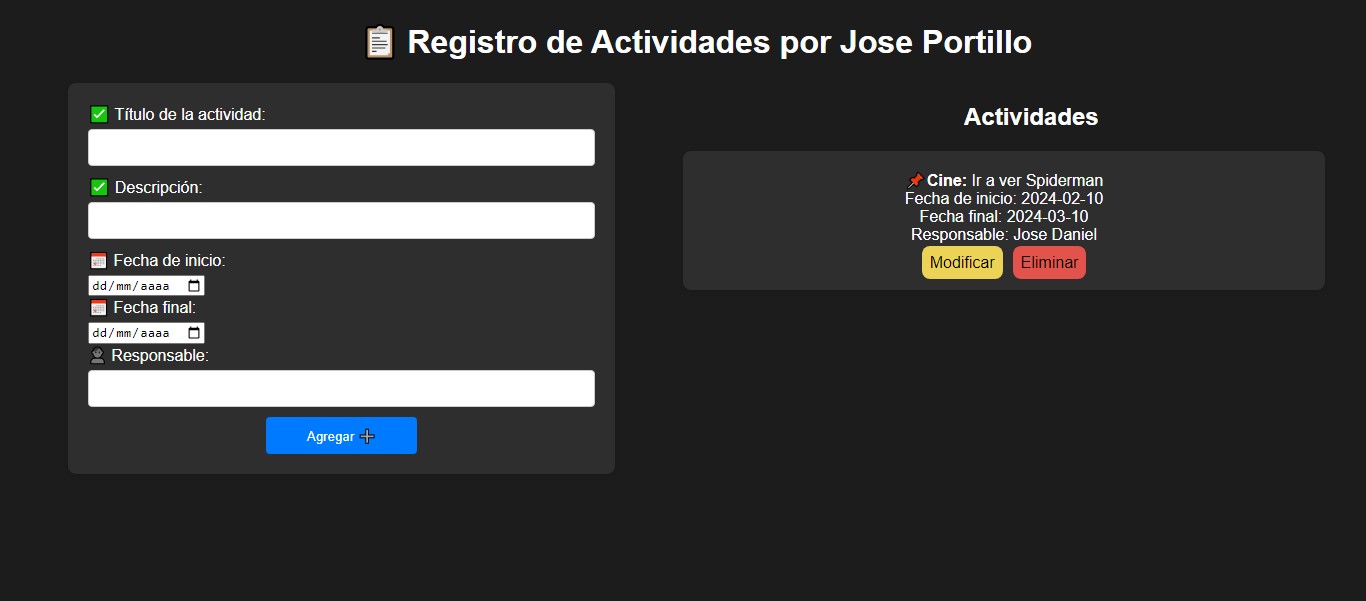 📋 Registro de Actividades por Jose Portillo
✅ Título de la actividad:
✅ Descripción:
📅 Fecha de inicio:
dd/mm/aaaa
📅 Fecha final:
dd/mm/aaaa
👤 Responsable:
Agregar ➕
Actividades
📌 Cine: Ir a ver Spiderman
Fecha de inicio: 2024-02-10
Fecha final: 2024-03-10
Responsable: Jose Daniel
Modificar Eliminar